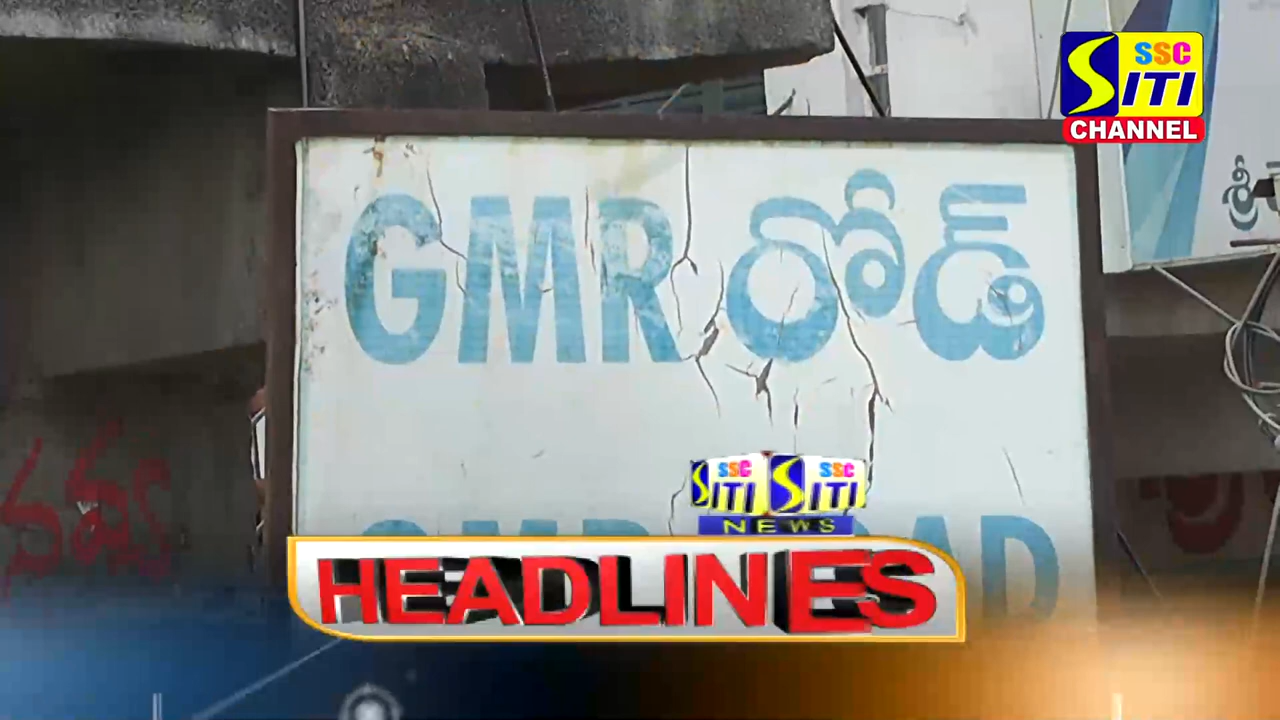 SSC
SITI
CHANNEL
GMR రోడ్
SSC SSC
SITI SITI
NEWS
HEADLINES